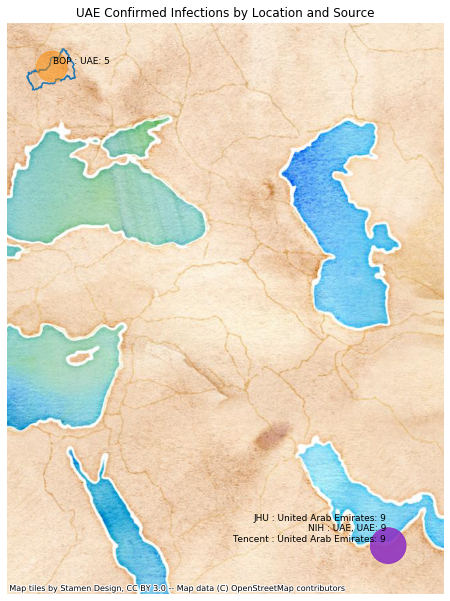 UAE Confirmed Infections by Location and Source
BOP : UAE: 5
JHU : United Arab Emirates: 9
NIH : UAE, UAE: 9
Tencent : United Arab Emirates: 9
Map tiles by Stamen Design, CC BY 3.0 -- Map data (C) OpenStreetMap contributors